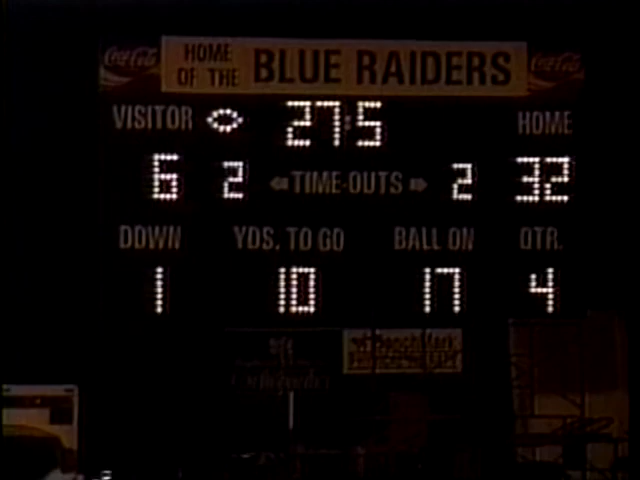 Coca-Cola HOME OF THE BLUE RAIDERS Coca-Cola
VISITOR 27:5 HOME
6 2 TIME-OUTS 2 32
DOWN YDS. TO GO BALL ON QTR.
1 10 17 4
BenchMark